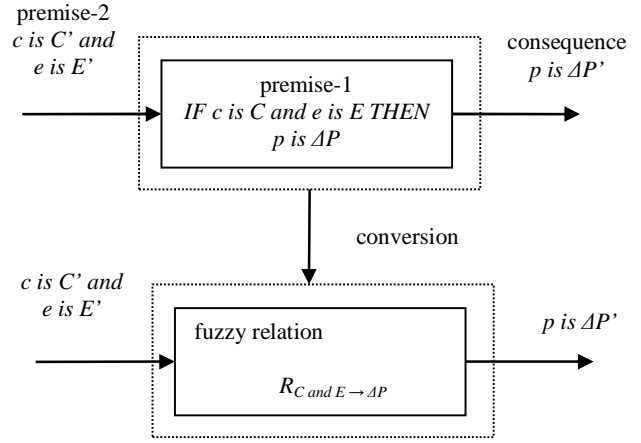 premise-2
c is C' and
e is E'
premise-1
IF c is C and e is E THEN
p is ΔP
consequence
p is ΔP'
conversion
c is C' and
e is E'
fuzzy relation
R_{C and E → ΔP}
p is ΔP'